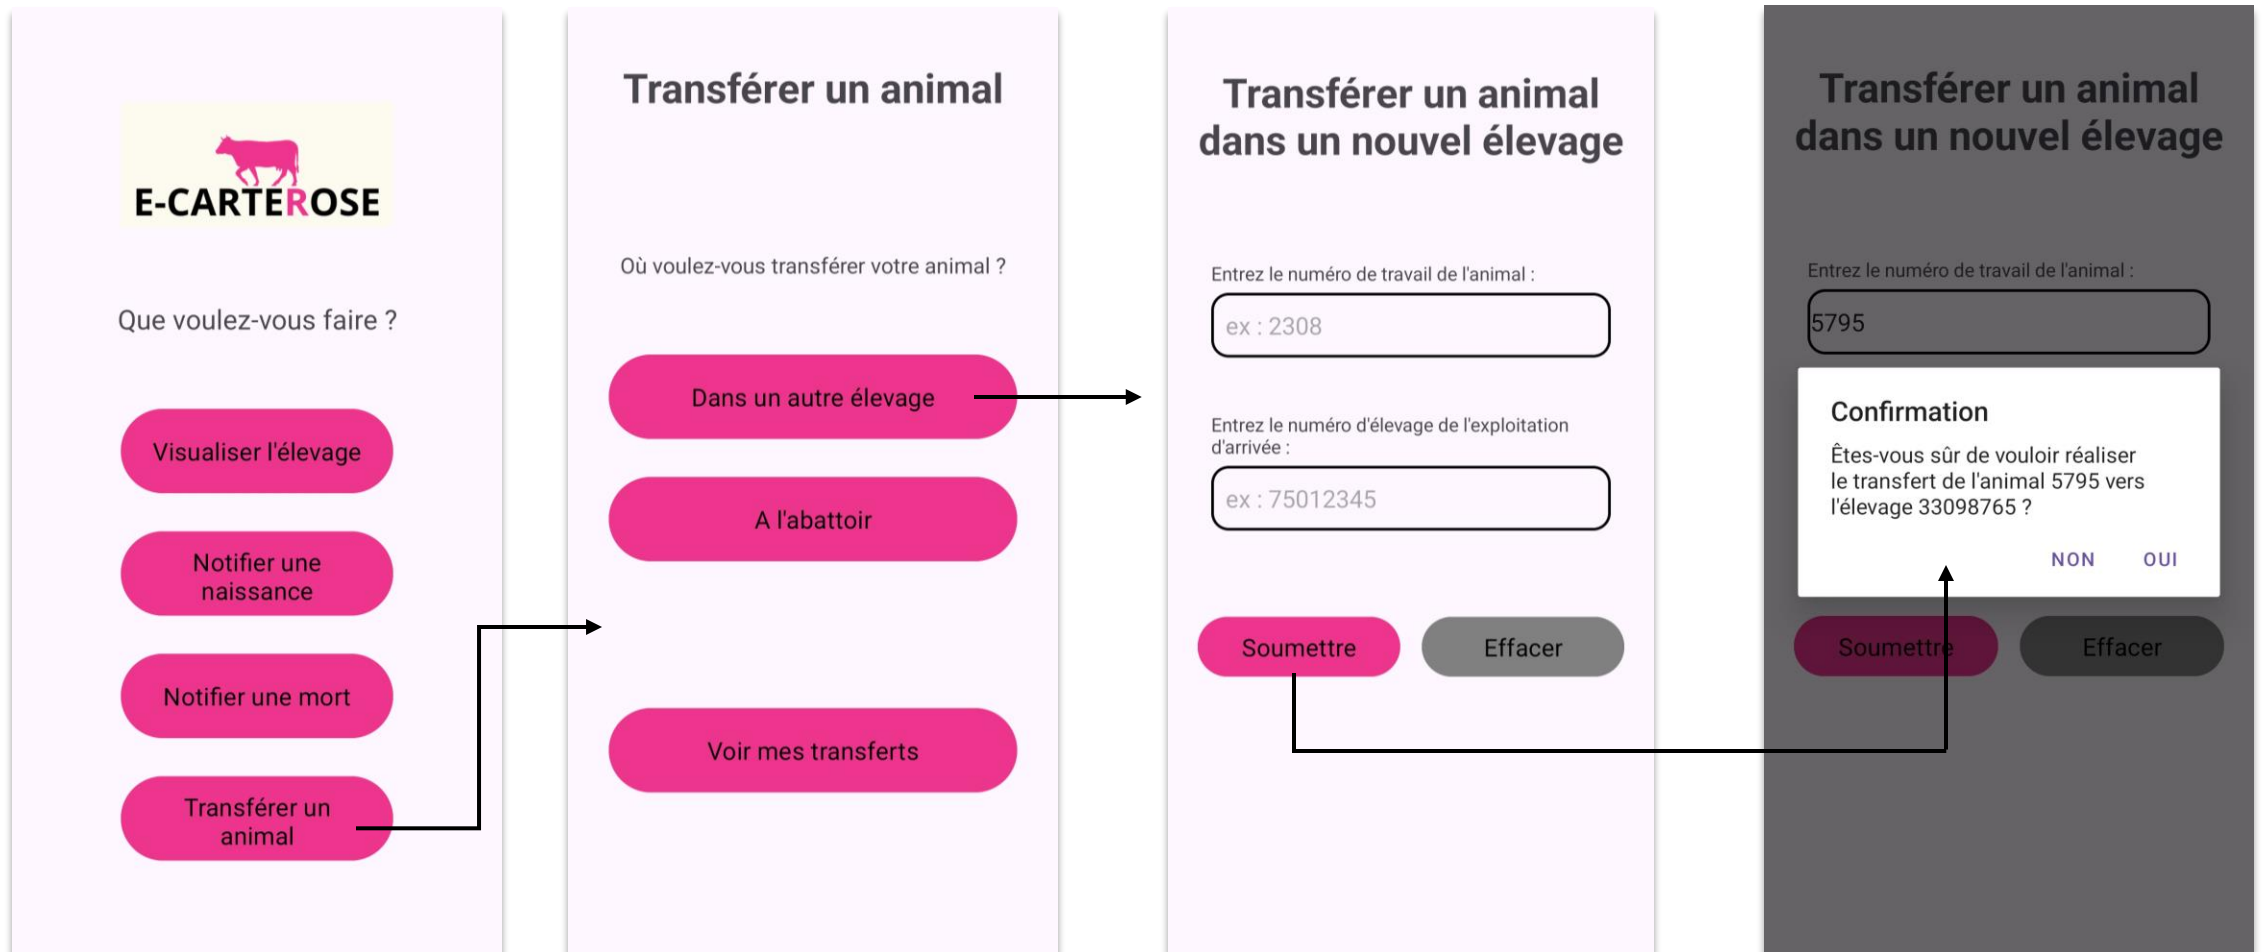 E-CARTEROSE
Que voulez-vous faire ?
Visualiser l'élevage
Notifier une
naissance
Notifier une mort
Transférer un
animal
Transférer un animal
Où voulez-vous transférer votre animal ?
Dans un autre élevage
A l'abattoir
Voir mes transferts
Transférer un animal
dans un nouvel élevage
Entrez le numéro de travail de l'animal :
ex : 2308
Entrez le numéro d'élevage de l'exploitation
d'arrivée :
ex : 75012345
Soumettre
Effacer
Transférer un animal
dans un nouvel élevage
Entrez le numéro de travail de l'animal :
5795
Confirmation
Êtes-vous sûr de vouloir réaliser
le transfert de l'animal 5795 vers
l'élevage 33098765 ?
NON
OUI
Soumettre
Effacer